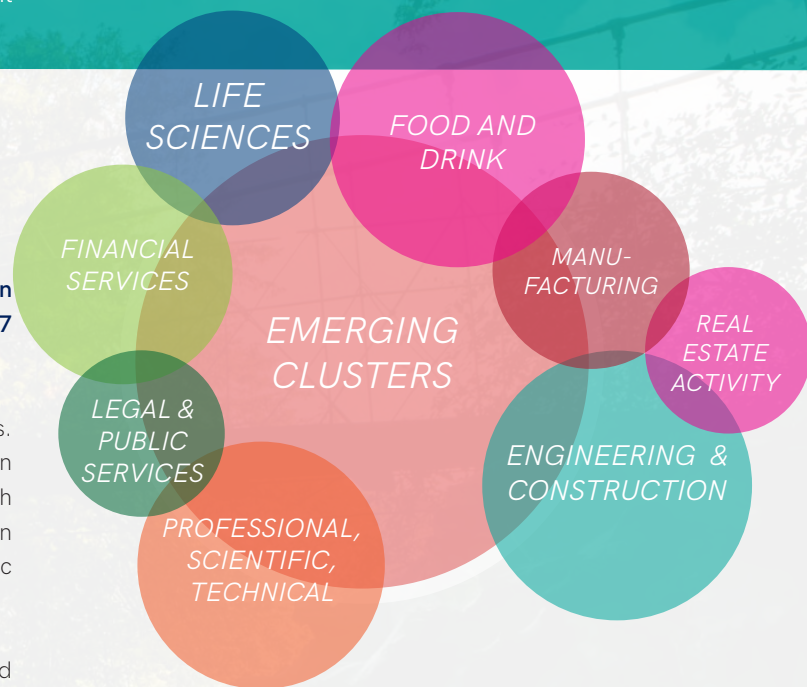 LIFE
SCIENCES
FOOD AND
DRINK
FINANCIAL
SERVICES
MANU-
FACTURING
EMERGING
CLUSTERS
REAL
ESTATE
ACTIVITY
LEGAL &
PUBLIC
SERVICES
ENGINEERING &
CONSTRUCTION
PROFESSIONAL,
SCIENTIFIC,
TECHNICAL